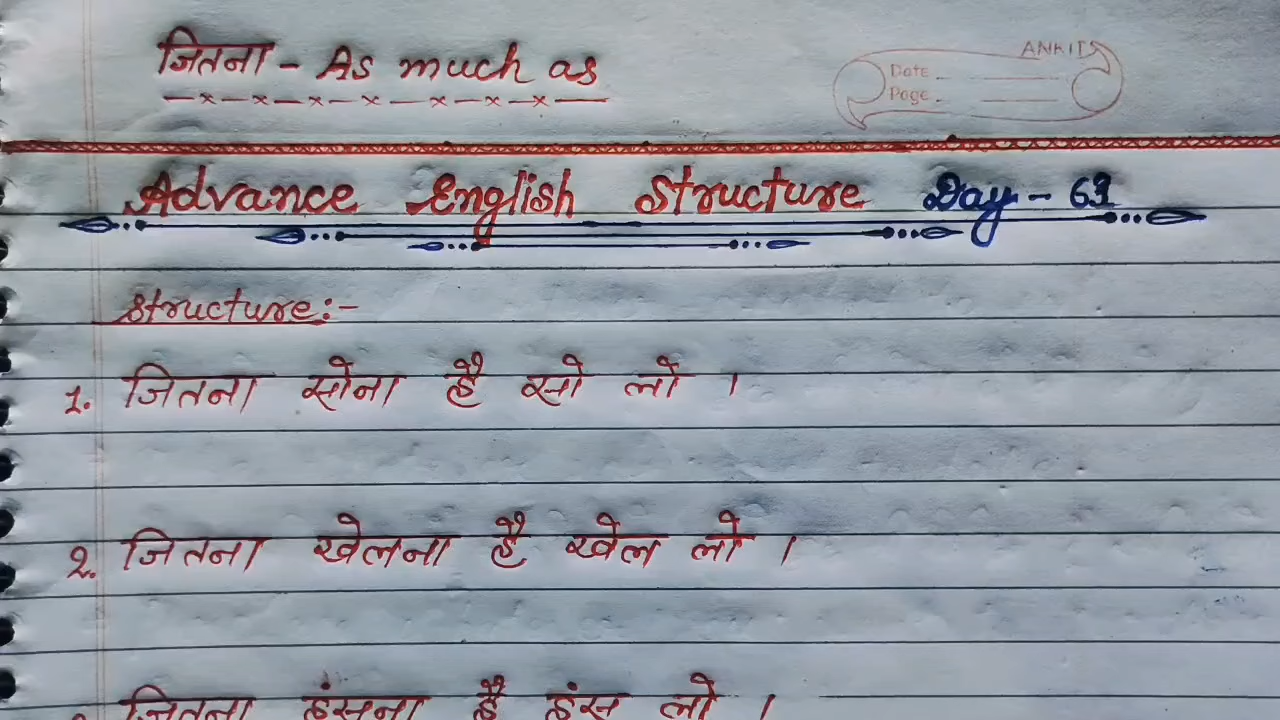 जितना - As much as
ANKIT
Date
Page
Advance English Structure Day - 61
Structure:-
1. जितना सोना है सो लो ।
2. जितना खेलना है खेल लो ।
जितना हंसना है हंस लो ।